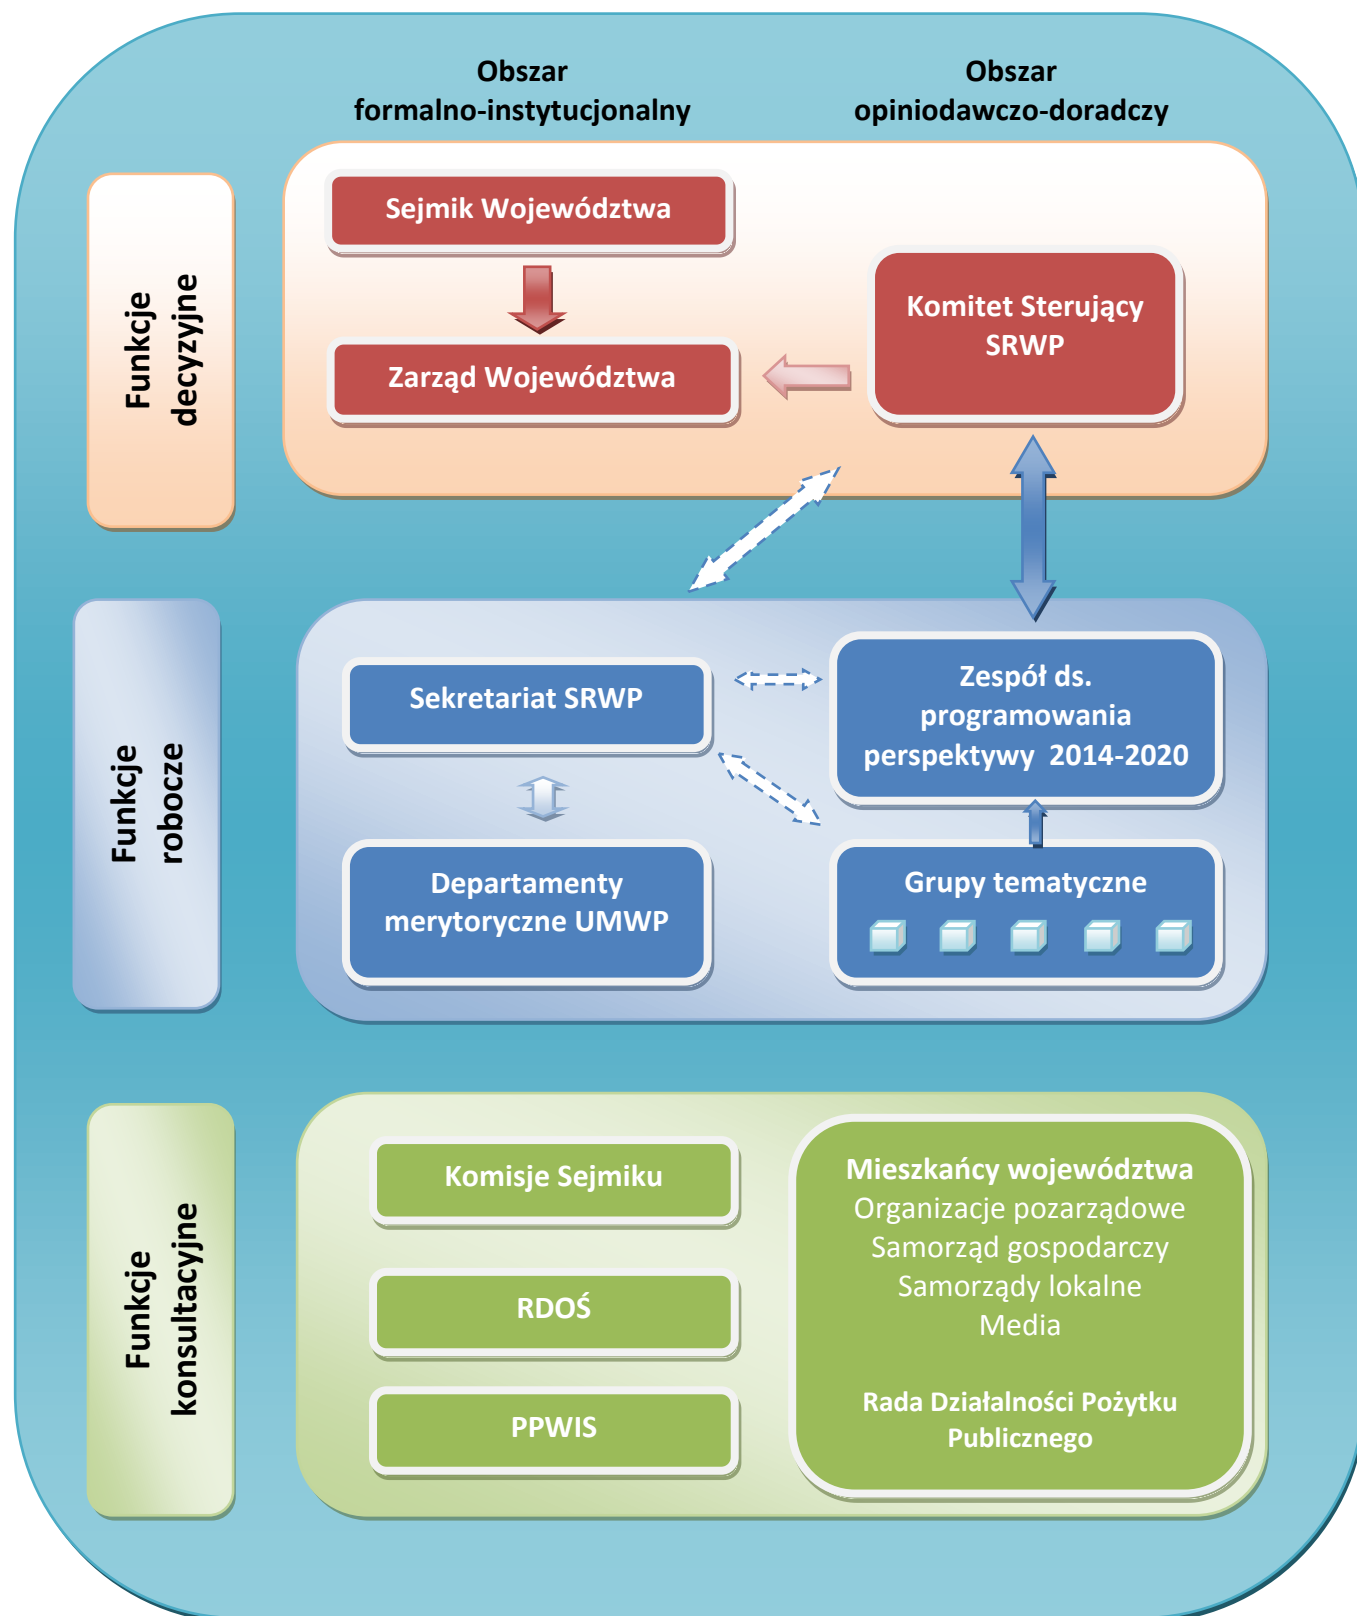 Obszar
formalno-instytucjonalny
Obszar
opiniodawczo-doradczy
Funkcje
decyzyjne
Sejmik Województwa
Zarząd Województwa
Komitet Sterujący
SRWP
Funkcje
robocze
Sekretariat SRWP
Zespół ds.
programowania
perspektywy 2014-2020
Departamenty
merytoryczne UMWP
Grupy tematyczne
Funkcje
konsultacyjne
Komisje Sejmiku
RDOŚ
PPWIS
Mieszkańcy województwa
Organizacje pozarządowe
Samorząd gospodarczy
Samorządy lokalne
Media
Rada Działalności Pożytku
Publicznego